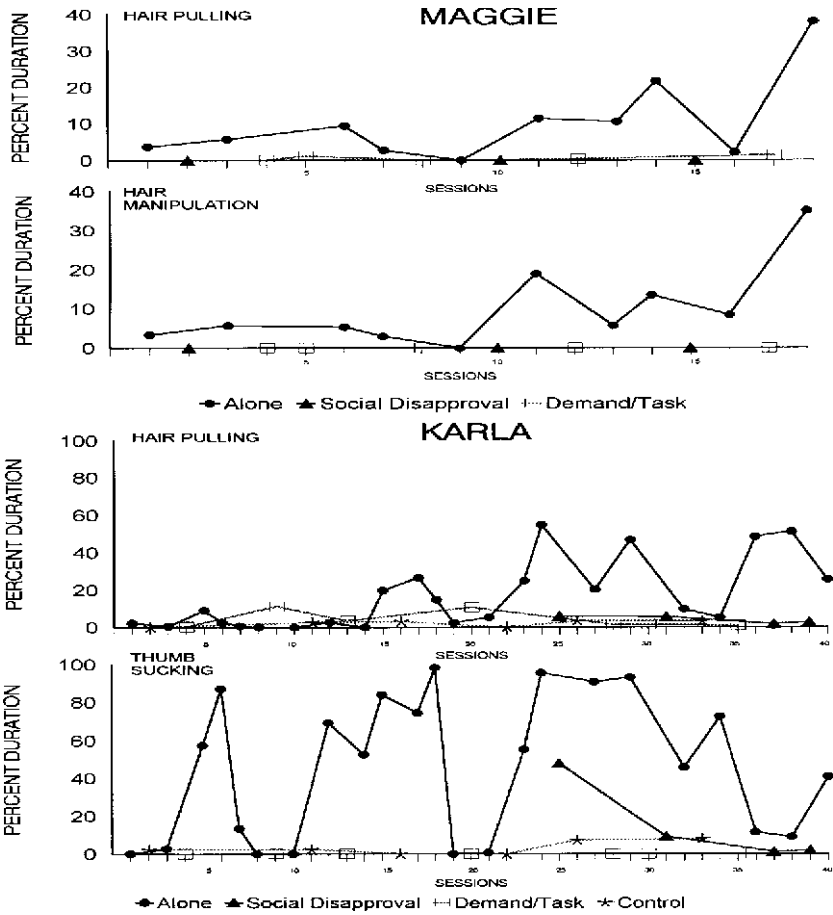 HAIR PULLING
MAGGIE
40
30
20
10
0
PERCENT DURATION
5 10 15
SESSIONS
HAIR
MANIPULATION
40
30
20
10
0
PERCENT DURATION
5 10 15
SESSIONS
Alone Social Disapproval Demand/Task
HAIR PULLING
KARLA
100
80
60
40
20
0
PERCENT DURATION
5 10 15 20 25 30 35 40
SESSIONS
THUMB
SUCKING
100
80
60
40
20
0
PERCENT DURATION
5 10 15 20 25 30 35 40
SESSIONS
Alone Social Disapproval Demand/Task Control